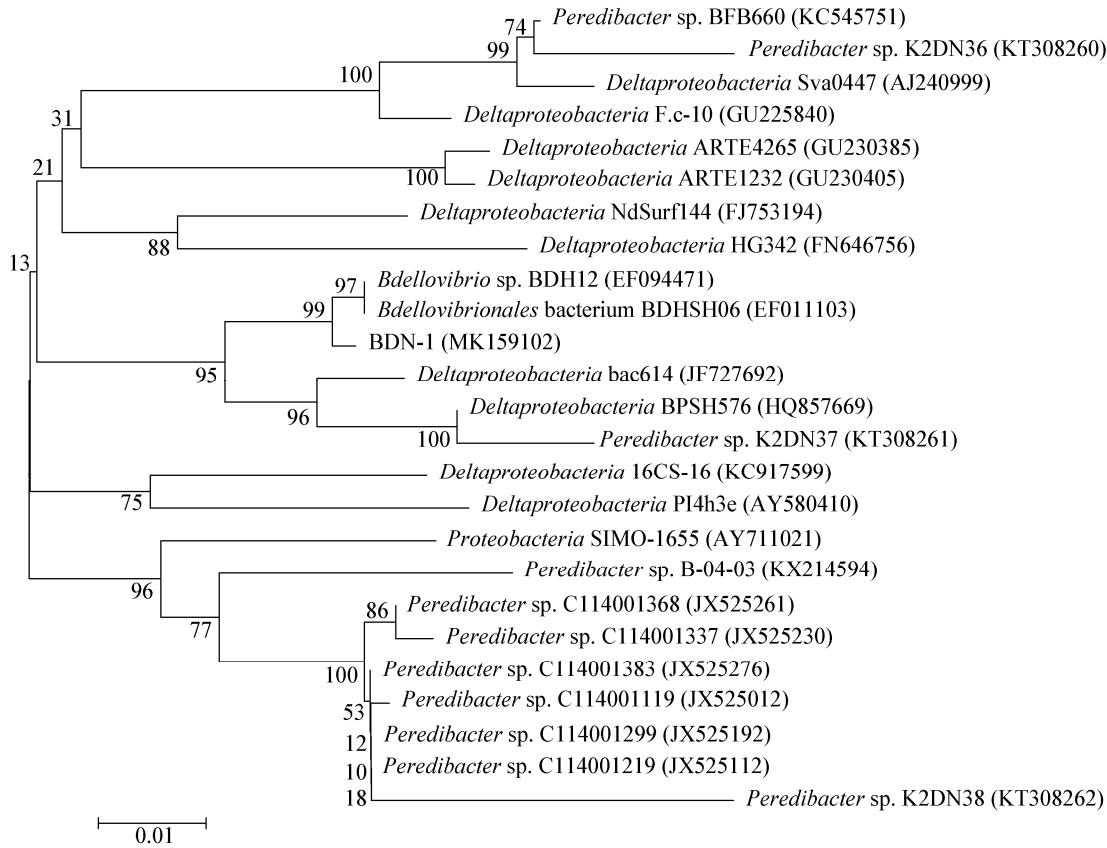 Peredibacter sp. BFB660 (KC545751)
74
Peredibacter sp. K2DN36 (KT308260)
99
100
Deltaproteobacteria Sva0447 (AJ240999)
Deltaproteobacteria F.c-10 (GU225840)
31
Deltaproteobacteria ARTE4265 (GU230385)
21
100
Deltaproteobacteria ARTE1232 (GU230405)
Deltaproteobacteria NdSurf144 (FJ753194)
88
Deltaproteobacteria HG342 (FN646756)
13
97
Bdellovibrio sp. BDH12 (EF094471)
99
Bdellovibrionales bacterium BDHSH06 (EF011103)
BDN-1 (MK159102)
95
Deltaproteobacteria bac614 (JF727692)
96
Deltaproteobacteria BPSH576 (HQ857669)
100
Peredibacter sp. K2DN37 (KT308261)
Deltaproteobacteria 16CS-16 (KC917599)
75
Deltaproteobacteria PI4h3e (AY580410)
Proteobacteria SIMO-1655 (AY711021)
96
Peredibacter sp. B-04-03 (KX214594)
77
86
Peredibacter sp. C114001368 (JX525261)
Peredibacter sp. C114001337 (JX525230)
100
Peredibacter sp. C114001383 (JX525276)
53
Peredibacter sp. C114001119 (JX525012)
12
Peredibacter sp. C114001299 (JX525192)
10
Peredibacter sp. C114001219 (JX525112)
18
Peredibacter sp. K2DN38 (KT308262)
0.01